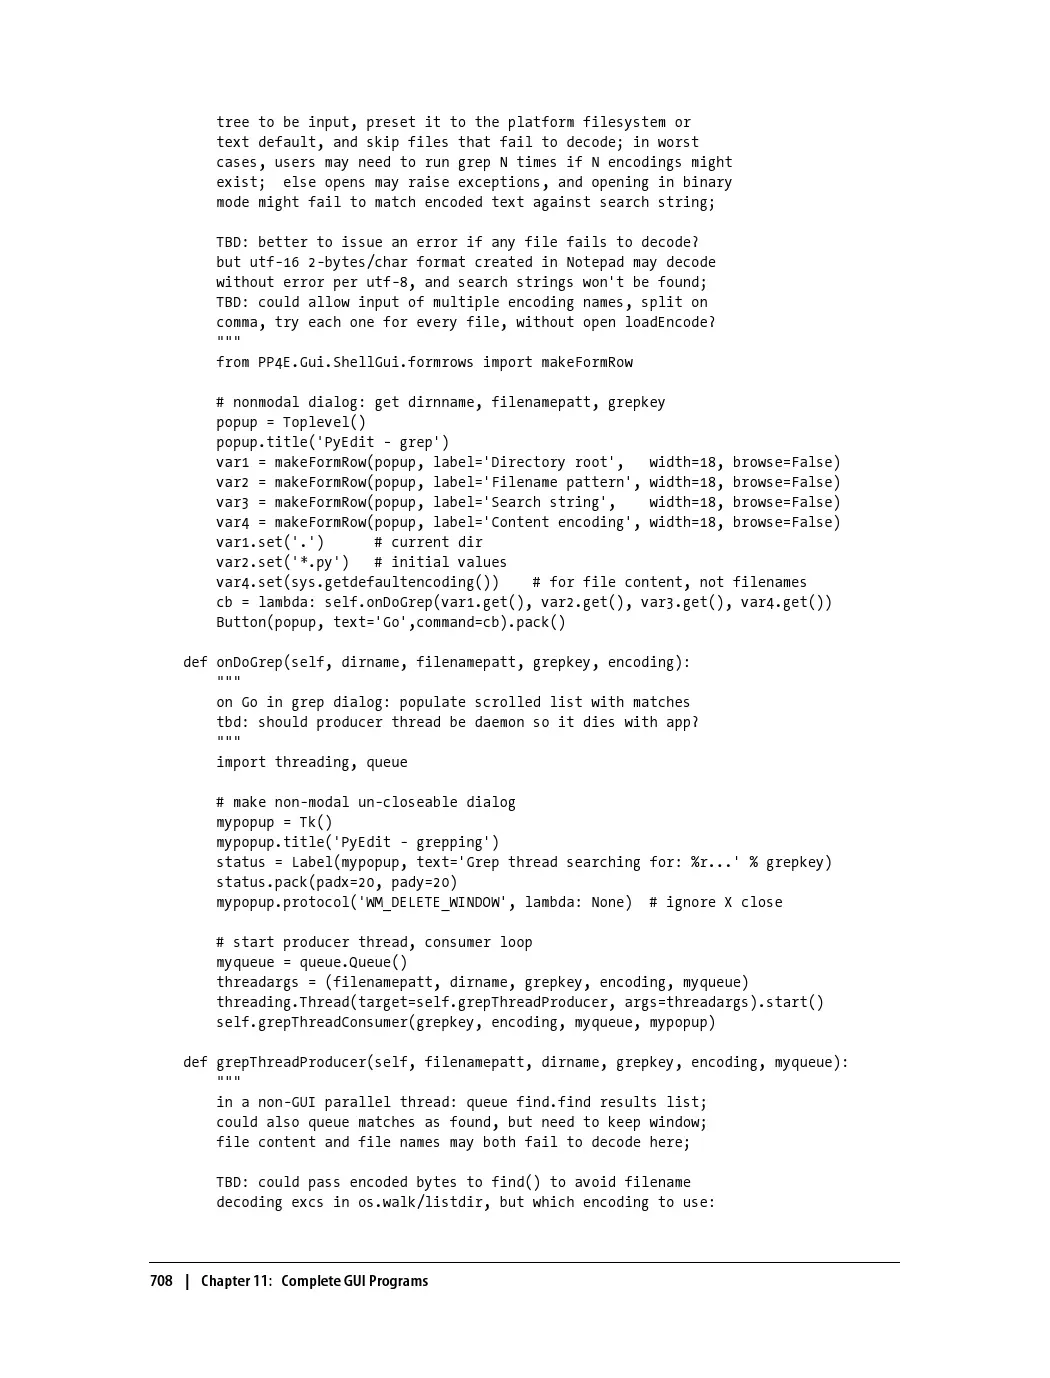 tree to be input, preset it to the platform filesystem or
text default, and skip files that fail to decode; in worst
cases, users may need to run grep N times if N encodings might
exist;  else opens may raise exceptions, and opening in binary
mode might fail to match encoded text against search string;

TBD: better to issue an error if any file fails to decode?
but utf-16 2-bytes/char format created in Notepad may decode
without error per utf-8, and search strings won't be found;
TBD: could allow input of multiple encoding names, split on
comma, try each one for every file, without open loadEncode?
"""
from PP4E.Gui.ShellGui.formrows import makeFormRow

# nonmodal dialog: get dirnname, filenamepatt, grepkey
popup = Toplevel()
popup.title('PyEdit - grep')
var1 = makeFormRow(popup, label='Directory root',   width=18, browse=False)
var2 = makeFormRow(popup, label='Filename pattern', width=18, browse=False)
var3 = makeFormRow(popup, label='Search string',    width=18, browse=False)
var4 = makeFormRow(popup, label='Content encoding', width=18, browse=False)
var1.set('.')      # current dir
var2.set('*.py')   # initial values
var4.set(sys.getdefaultencoding())    # for file content, not filenames
cb = lambda: self.onDoGrep(var1.get(), var2.get(), var3.get(), var4.get())
Button(popup, text='Go',command=cb).pack()

def onDoGrep(self, dirname, filenamepatt, grepkey, encoding):
"""
on Go in grep dialog: populate scrolled list with matches
tbd: should producer thread be daemon so it dies with app?
"""
import threading, queue

# make non-modal un-closeable dialog
mypopup = Tk()
mypopup.title('PyEdit - grepping')
status = Label(mypopup, text='Grep thread searching for: %r...' % grepkey)
status.pack(padx=20, pady=20)
mypopup.protocol('WM_DELETE_WINDOW', lambda: None)  # ignore X close

# start producer thread, consumer loop
myqueue = queue.Queue()
threadargs = (filenamepatt, dirname, grepkey, encoding, myqueue)
threading.Thread(target=self.grepThreadProducer, args=threadargs).start()
self.grepThreadConsumer(grepkey, encoding, myqueue, mypopup)

def grepThreadProducer(self, filenamepatt, dirname, grepkey, encoding, myqueue):
"""
in a non-GUI parallel thread: queue find.find results list;
could also queue matches as found, but need to keep window;
file content and file names may both fail to decode here;

TBD: could pass encoded bytes to find() to avoid filename
decoding excs in os.walk/listdir, but which encoding to use:

708 | Chapter 11: Complete GUI Programs